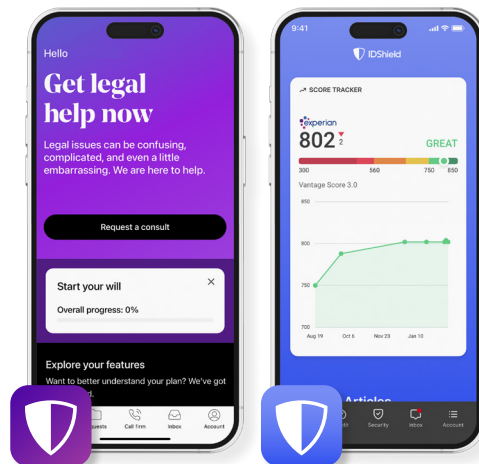 Hello
Get legal
help now
Legal issues can be confusing,
complicated, and even a little
embarrassing. We are here to help.
Request a consult
Start your will
Overall progress: 0%
Explore your features
Want to better understand your plan? We've got
Call firm
Inbox
Account
9:41
IDShield
SCORE TRACKER
experian
802 2
GREAT
300 560 750 850
Vantage Score 3.0
850
800
750
700
Aug 19 Oct 6 Nov 23 Jan 10
Articles
Security
Inbox
Account